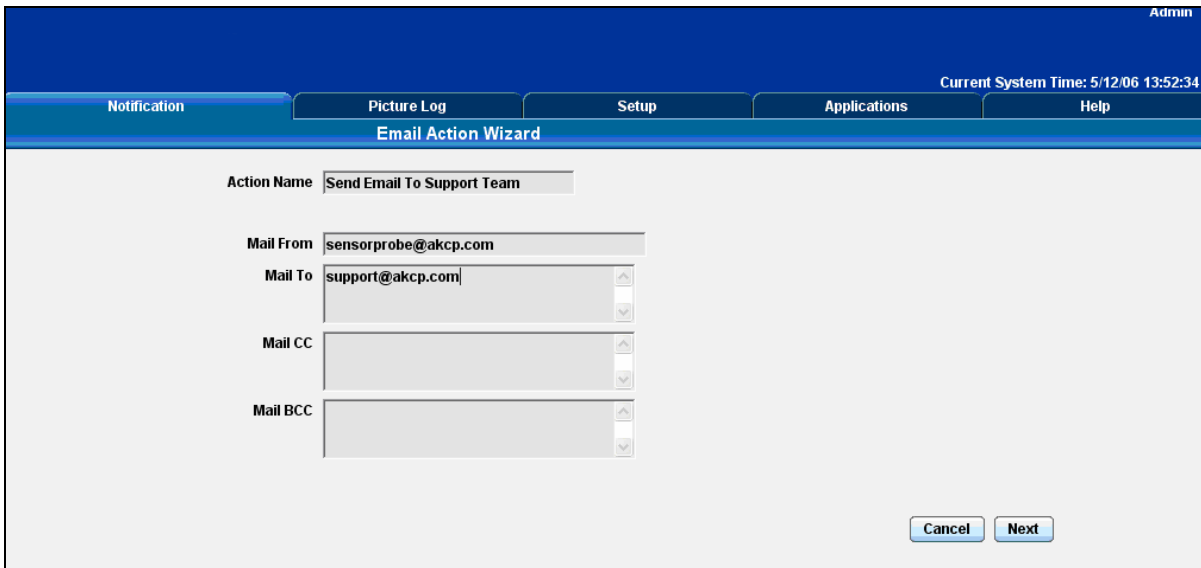 Admin
Current System Time: 5/12/06 13:52:34
Notification Picture Log Setup Applications Help
Email Action Wizard
Action Name Send Email To Support Team
Mail From sensorprobe@akcp.com
Mail To support@akcp.com
Mail CC
Mail BCC
Cancel Next